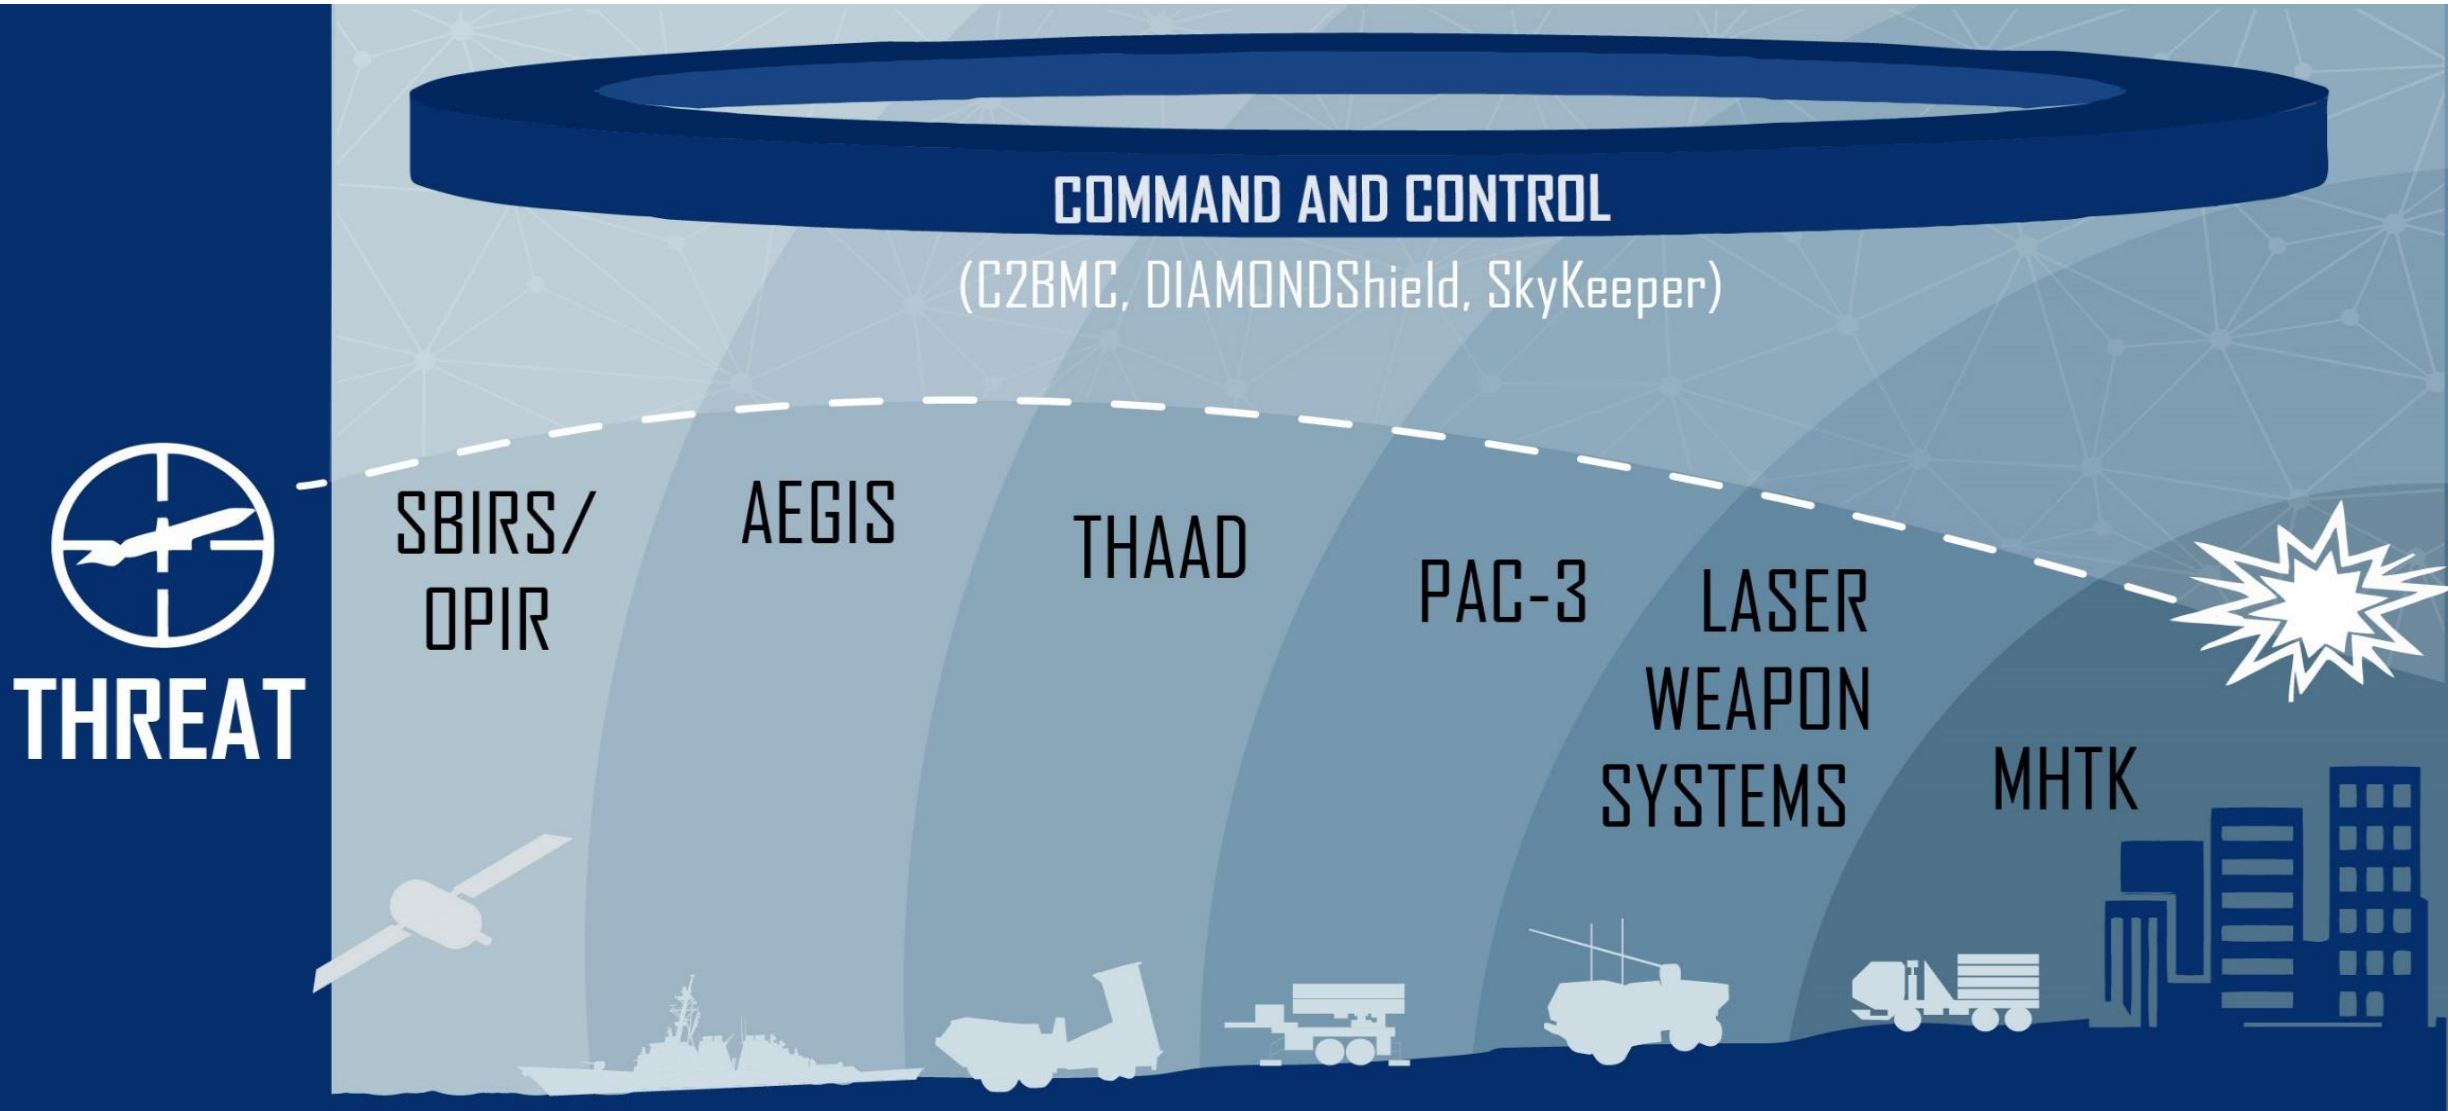 COMMAND AND CONTROL
(C2BMC, DIAMONDShield, SkyKeeper)
THREAT
SBIRS/
OPIR
AEGIS
THAAD
PAC-3
LASER
WEAPON
SYSTEMS
MHTK